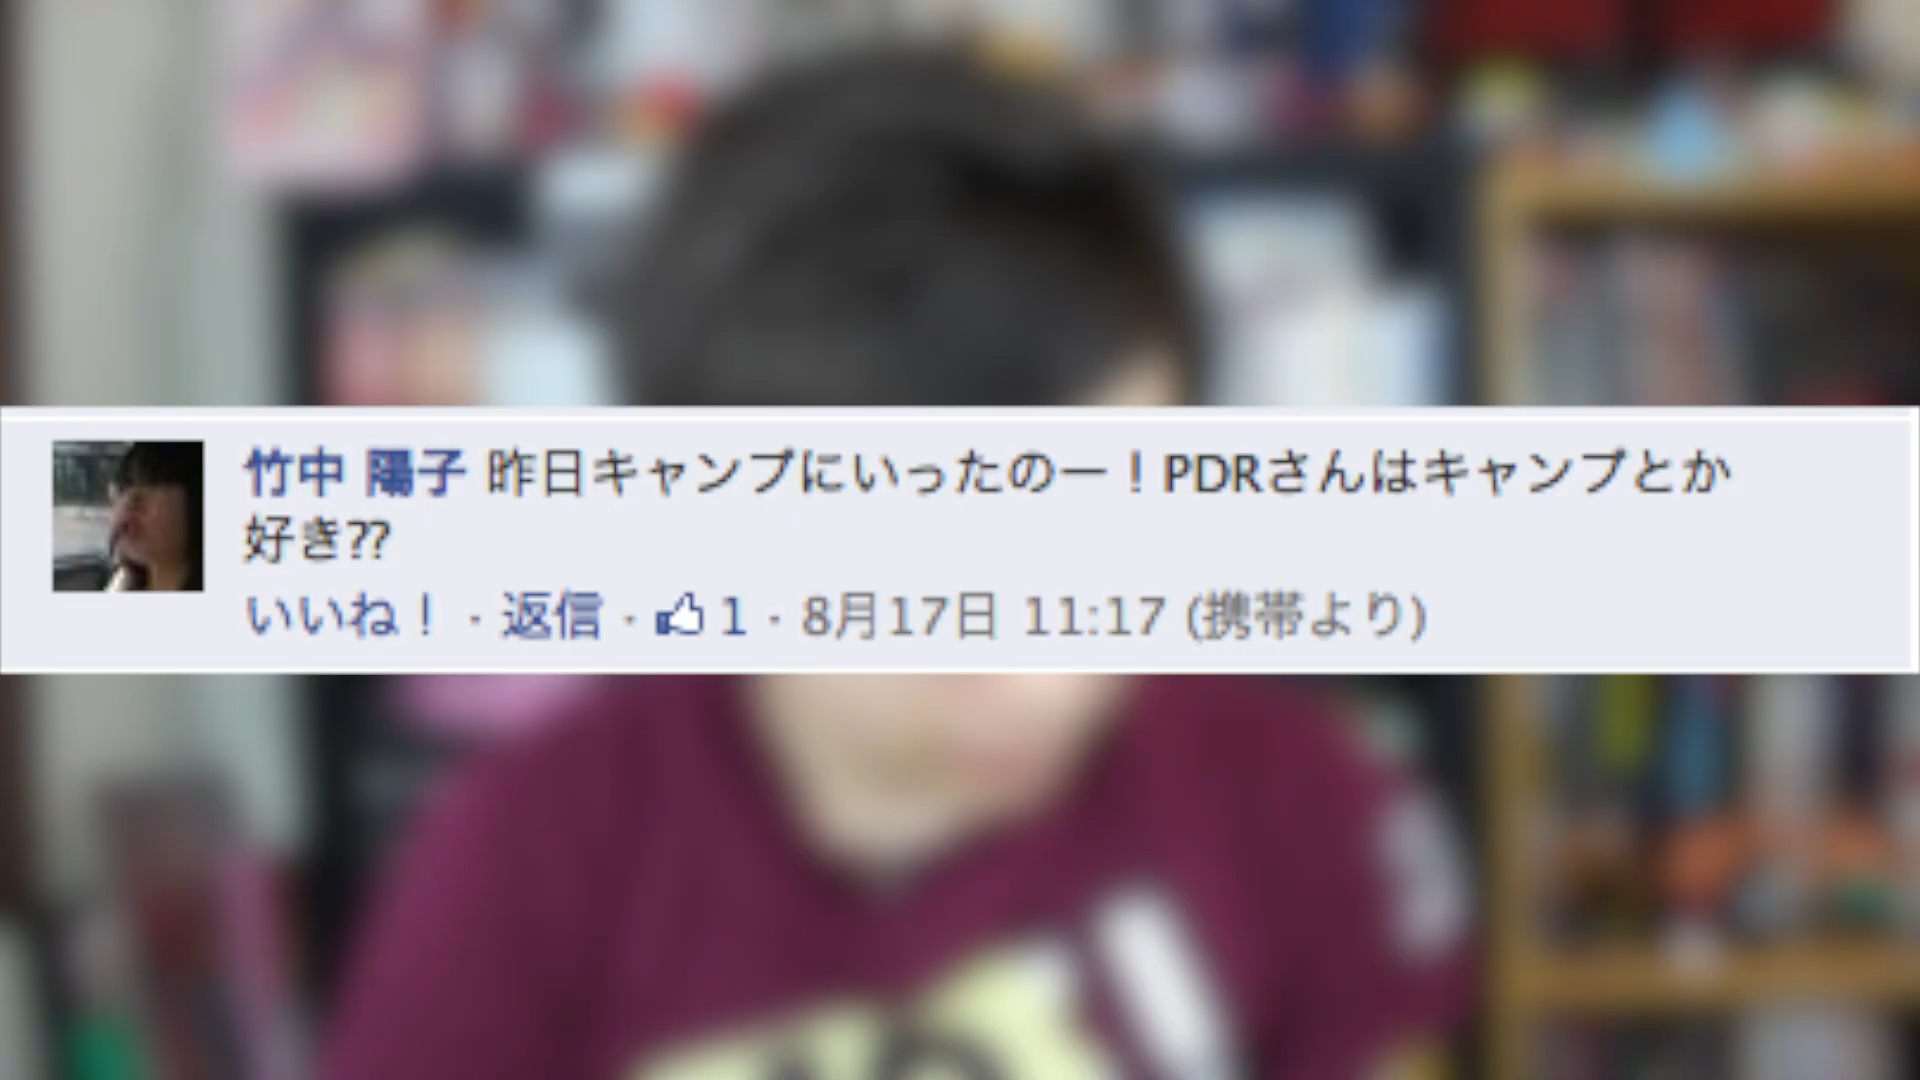 竹中 陽子 昨日キャンプにいったのー！PDRさんはキャンプとか
好き??
いいね！ · 返信 · 1 · 8月17日 11:17 (携帯より)